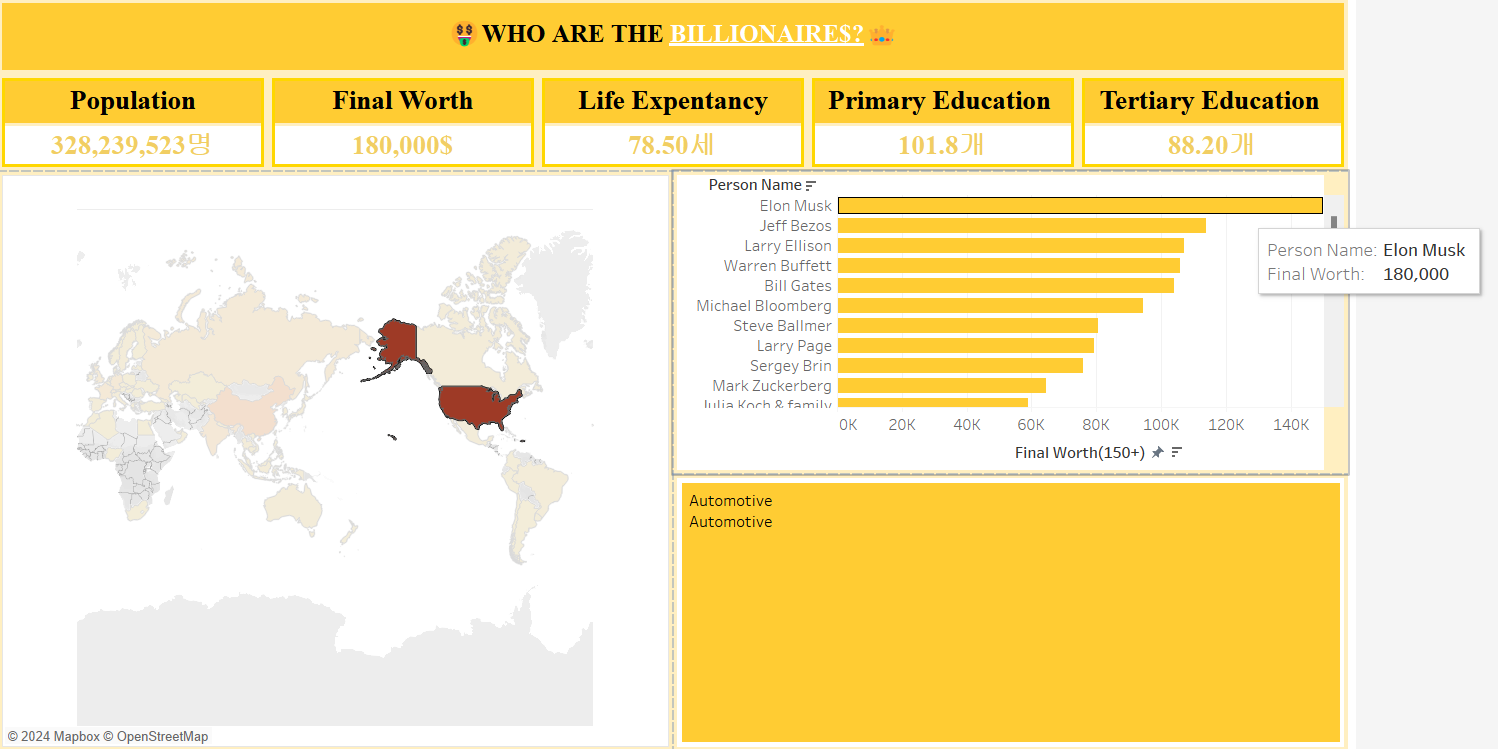 WHO ARE THE BILLIONAIRE$?
Population
328,239,523명
Final Worth
180,000$
Life Expentancy
78.50세
Primary Education
101.8개
Tertiary Education
88.20개
Person Name
Elon Musk
Jeff Bezos
Larry Ellison
Warren Buffett
Bill Gates
Michael Bloomberg
Steve Ballmer
Larry Page
Sergey Brin
Mark Zuckerberg
Julia Koch & family
0K 20K 40K 60K 80K 100K 120K 140K
Final Worth(150+)
Person Name: Elon Musk
Final Worth: 180,000
Automotive
Automotive
© 2024 Mapbox © OpenStreetMap